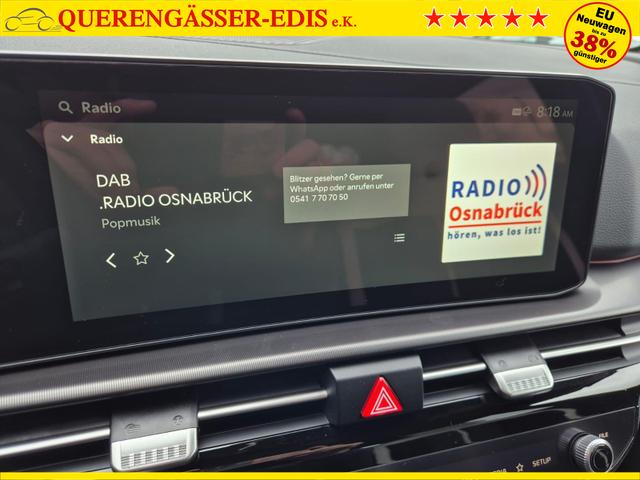 QUERENGÄSSER-EDIS e.K.
EU
Neuwagen
bis zu
38%
günstiger
Radio
8:18 AM
Radio
DAB
.RADIO OSNABRÜCK
Popmusik
Blitzer gesehen? Gerne per
WhatsApp oder anrufen unter
0541 7 70 70 50
RADIO
Osnabrück
hören, was los ist!
SETUP
FILE